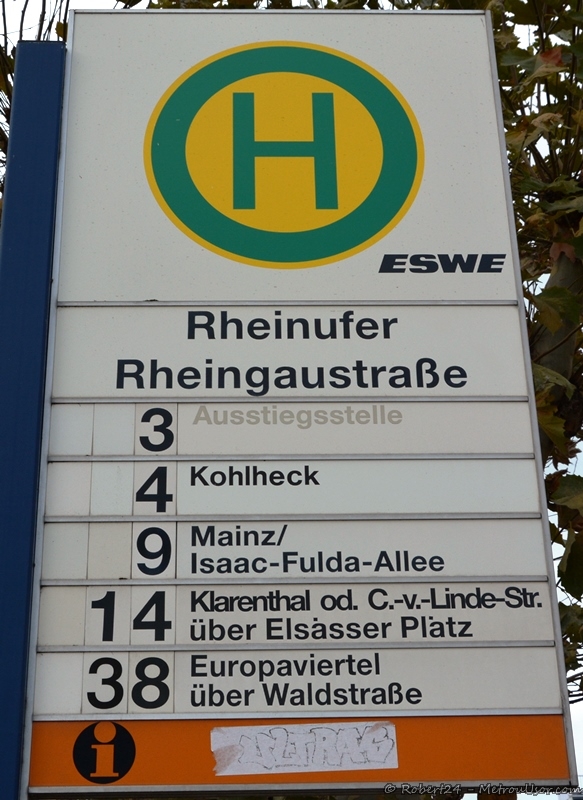 H
ESWE
Rheinufer
Rheingaustraße
3 Ausstiegsstelle
4 Kohlheck
9 Mainz/
Isaac-Fulda-Allee
14 Klarenthal od. C.-v.-Linde-Str.
über Elsässer Platz
38 Europaviertel
über Waldstraße
i
© Robert24 - MetrouUsor.com